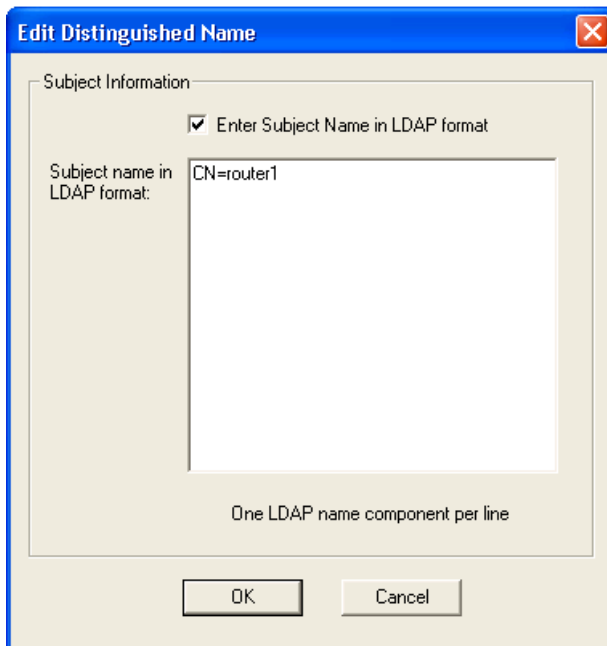 Edit Distinguished Name
Subject Information
Enter Subject Name in LDAP format
Subject name in
LDAP format:
CN=router1
One LDAP name component per line
OK
Cancel